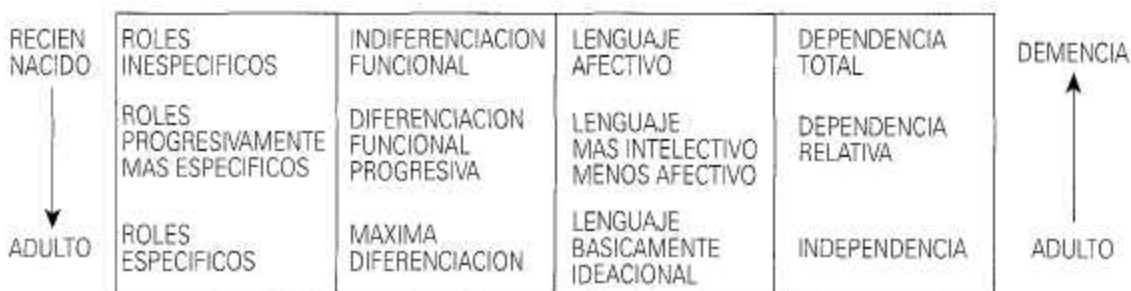 RECIEN
NACIDO
ROLES
INESPECIFICOS
INDIFERENCIACION
FUNCIONAL
LENGUAJE
AFECTIVO
DEPENDENCIA
TOTAL
DEMENCIA
ROLES
PROGRESIVAMENTE
MAS ESPECIFICOS
DIFERENCIACION
FUNCIONAL
PROGRESIVA
LENGUAJE
MAS INTELECTIVO
MENOS AFECTIVO
DEPENDENCIA
RELATIVA
ADULTO
ROLES
ESPECIFICOS
MAXIMA
DIFERENCIACION
LENGUAJE
BASICAMENTE
IDEACIONAL
INDEPENDENCIA
ADULTO